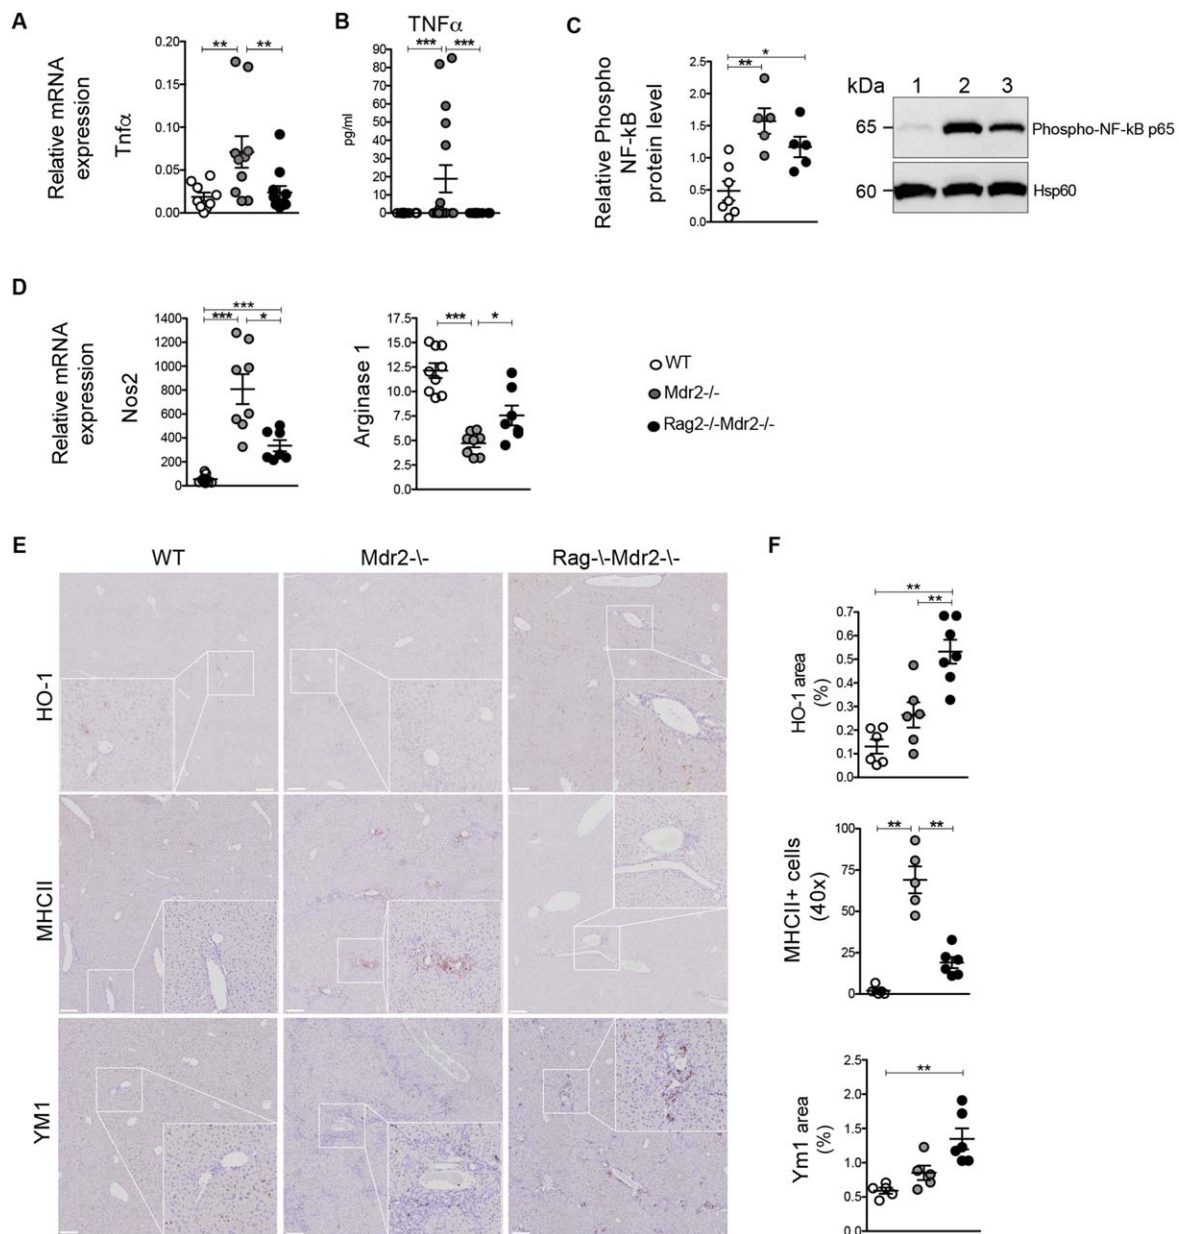 A
Relative mRNA
expression
Tnfα
0.20
0.15
0.10
0.05
0.00
**
**
B
TNFα
pg/ml
90
80
70
60
50
40
30
20
10
0
***
***
C
Relative Phospho
NF-kB
protein level
2.5
2.0
1.5
1.0
0.5
0.0
*
**
kDa 1 2 3
65 Phospho-NF-kB p65
60 Hsp60
D
Relative mRNA
expression
Nos2
1400
1200
1000
800
600
400
200
0
***
***
*
Arginase 1
17.5
15.0
12.5
10.0
7.5
5.0
2.5
0.0
***
*
WT
Mdr2-/-
Rag2-/-Mdr2-/-
E
WT Mdr2-\- Rag-\-Mdr2-\-
HO-1
MHCII
YM1
F
HO-1 area
(%)
0.7
0.6
0.5
0.4
0.3
0.2
0.1
0.0
**
**
MHCII+ cells
(40x)
100
75
50
25
0
**
**
Ym1 area
(%)
2.5
2.0
1.5
1.0
0.5
0.0
**